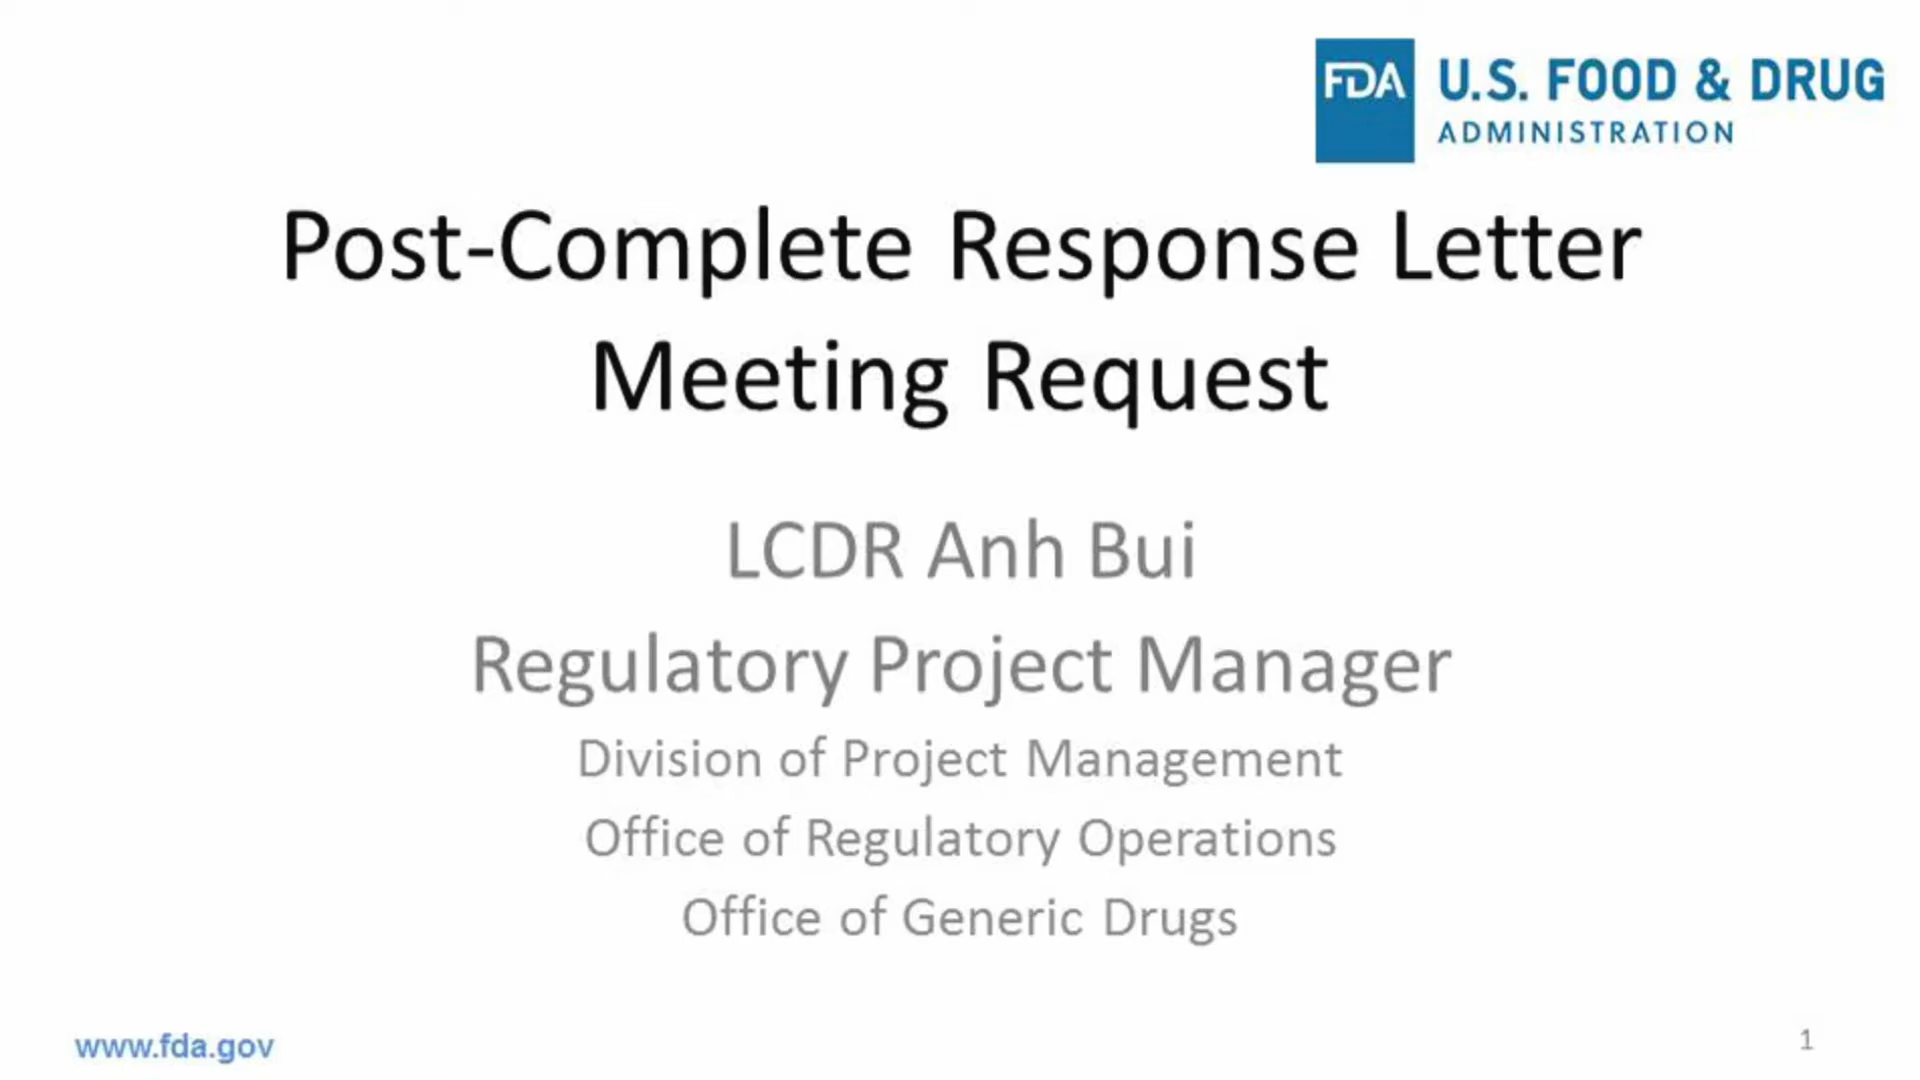 FDA U.S. FOOD & DRUG
ADMINISTRATION
Post-Complete Response Letter
Meeting Request
LCDR Anh Bui
Regulatory Project Manager
Division of Project Management
Office of Regulatory Operations
Office of Generic Drugs
www.fda.gov
1